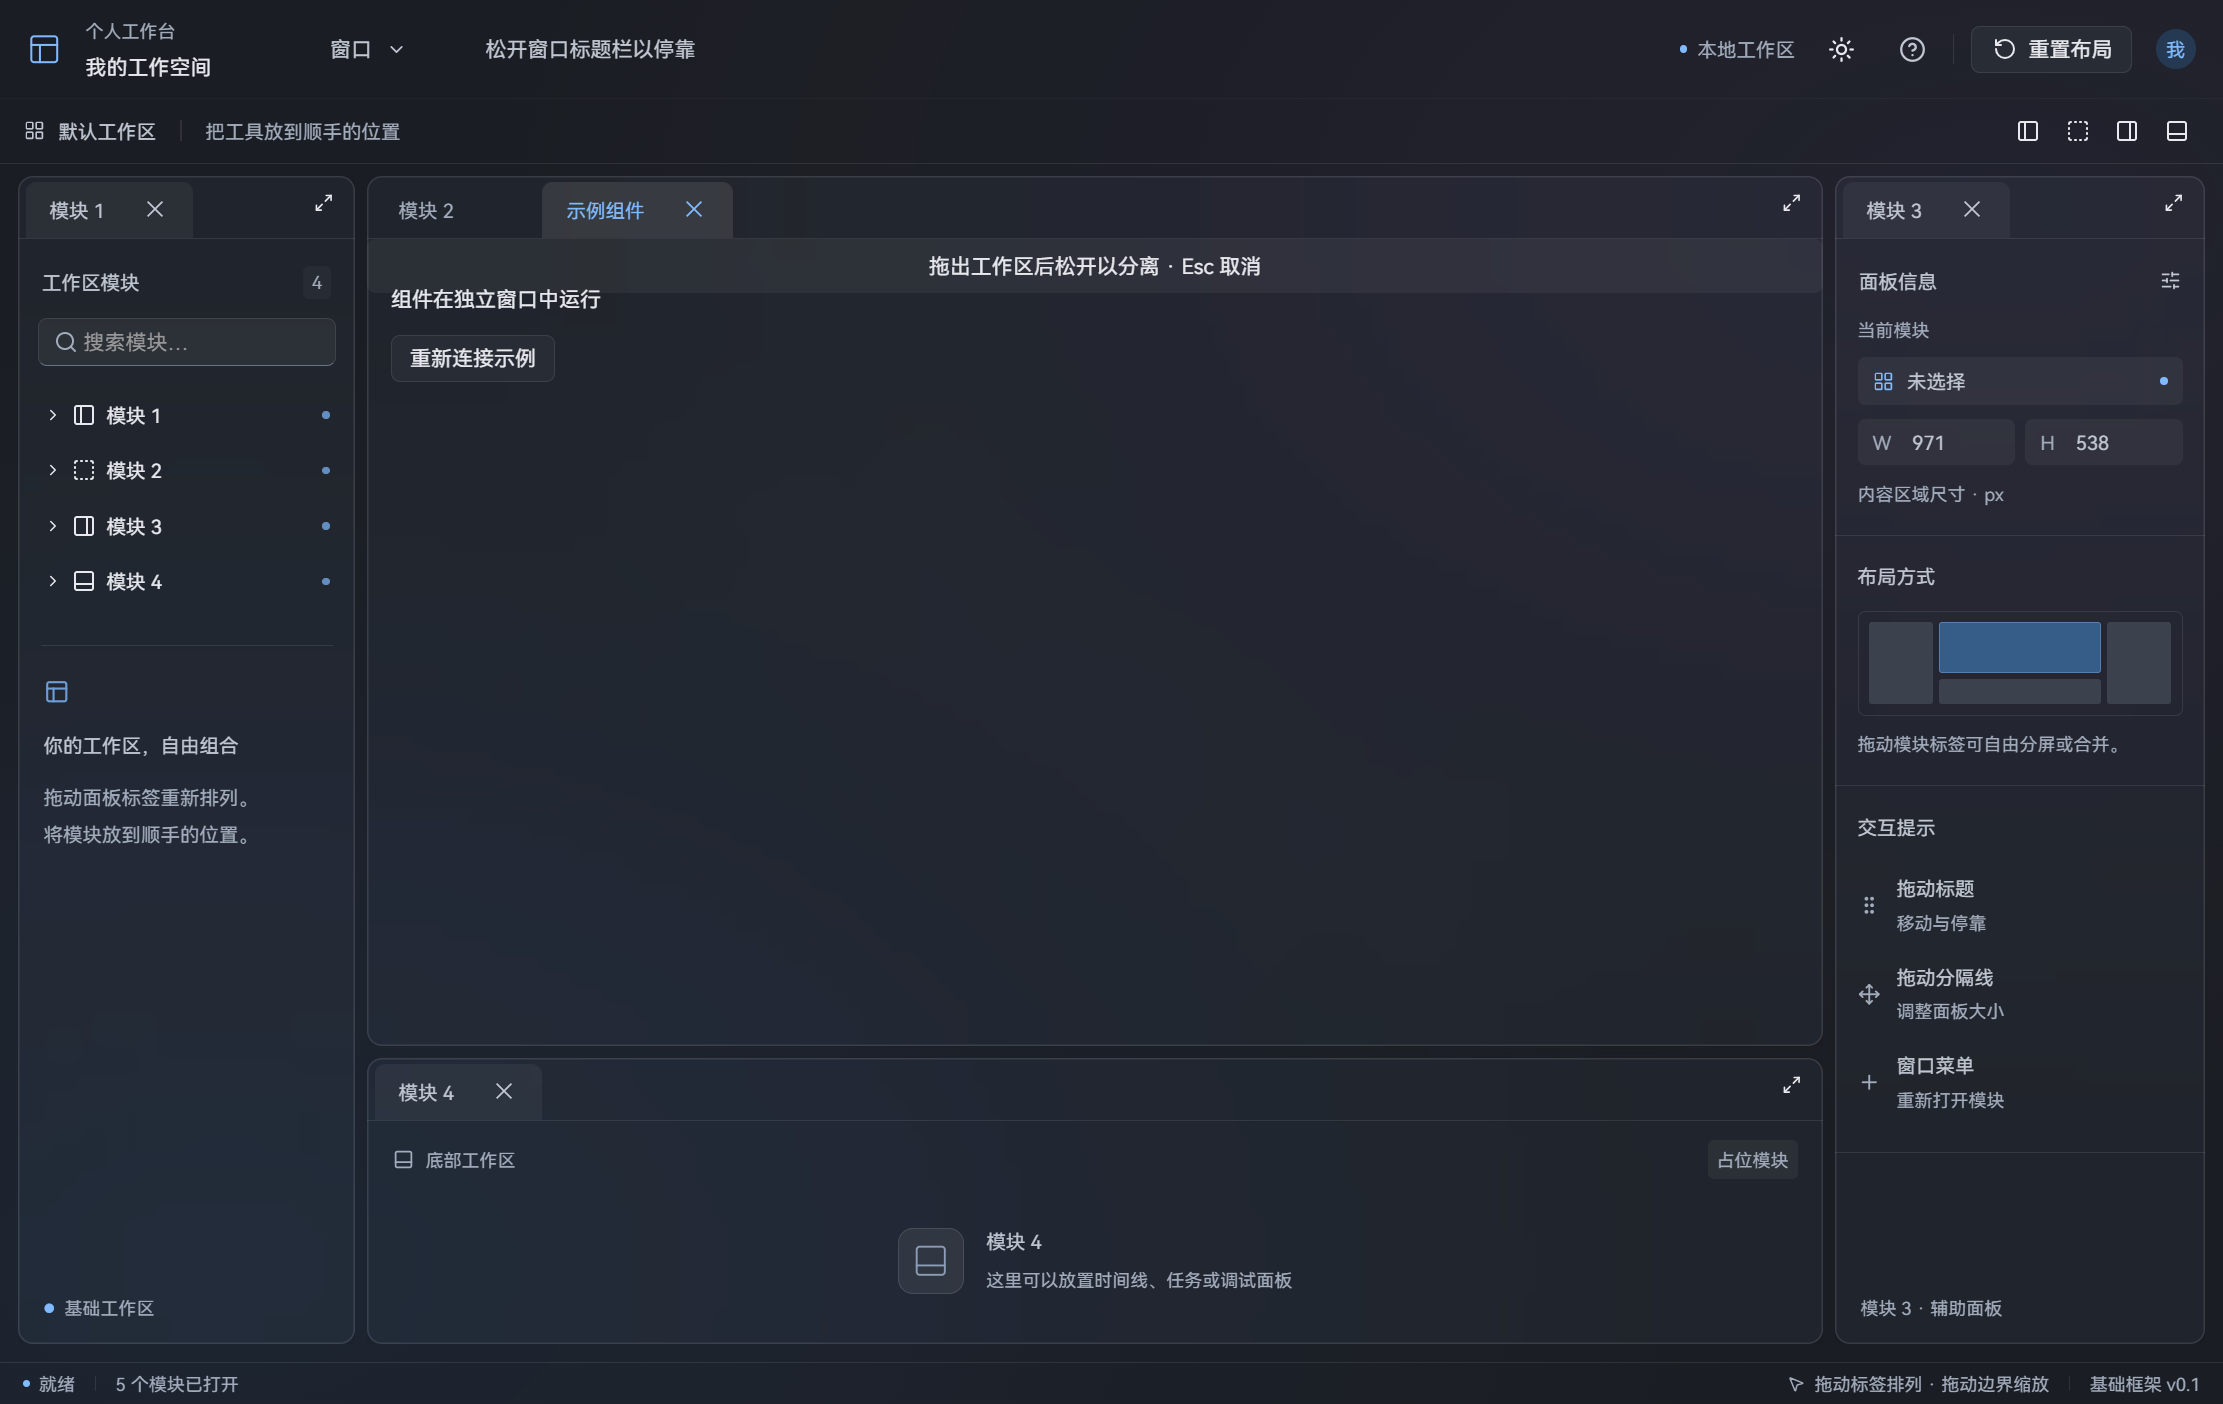 个人工作台
我的工作空间
窗口
松开窗口标题栏以停靠
本地工作区
重置布局
我
默认工作区
把工具放到顺手的位置
模块 1
工作区模块
4
搜索模块…
模块 1
模块 2
模块 3
模块 4
你的工作区，自由组合
拖动面板标签重新排列。
将模块放到顺手的位置。
基础工作区
模块 2
示例组件
拖出工作区后松开以分离 · Esc 取消
组件在独立窗口中运行
重新连接示例
模块 4
底部工作区
占位模块
模块 4
这里可以放置时间线、任务或调试面板
模块 3
面板信息
当前模块
未选择
W 971
H 538
内容区域尺寸 · px
布局方式
拖动模块标签可自由分屏或合并。
交互提示
拖动标题
移动与停靠
拖动分隔线
调整面板大小
窗口菜单
重新打开模块
模块 3 · 辅助面板
就绪
5 个模块已打开
拖动标签排列 · 拖动边界缩放
基础框架 v0.1